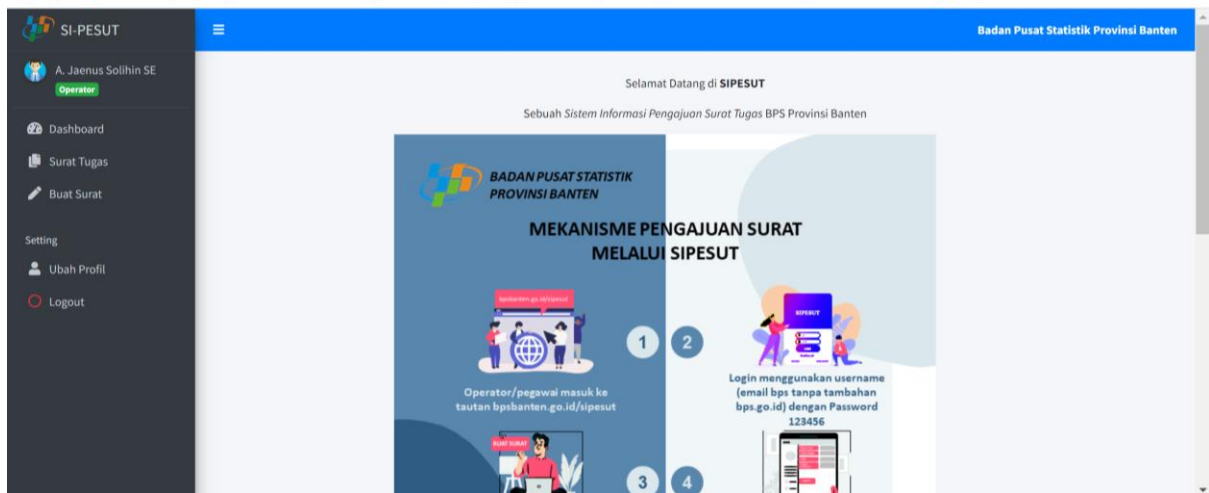 SI-PESUT
Badan Pusat Statistik Provinsi Banten
A. Jaenus Solihin SE
Operator
Dashboard
Surat Tugas
Buat Surat
Setting
Ubah Profil
Logout
Selamat Datang di SIPESUT
Sebuah Sistem Informasi Pengajuan Surat Tugas BPS Provinsi Banten
BADAN PUSAT STATISTIK
PROVINSI BANTEN
MEKANISME PENGAJUAN SURAT
MELALUI SIPESUT
bpsbanten.go.id/sipesut
SIPESUT
1
2
Operator/pegawai masuk ke
tautan bpsbanten.go.id/sipesut
Login menggunakan username
(email bps tanpa tambahan
bps.go.id) dengan Password
123456
BUAT SURAT
3
4